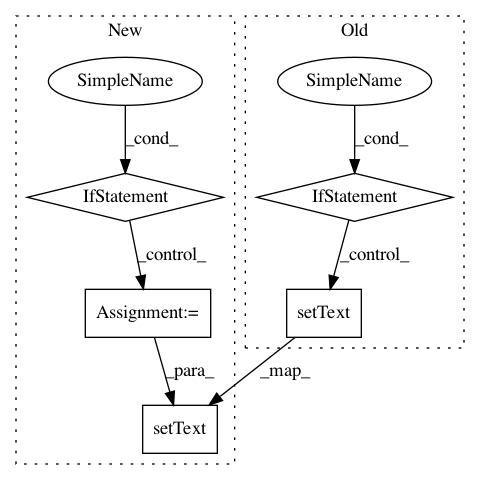 New
Old
SimpleName
SimpleName
_cond_
_cond_
IfStatement
IfStatement
_control_
_control_
Assignment:=
setText
_para_
_map_
setText